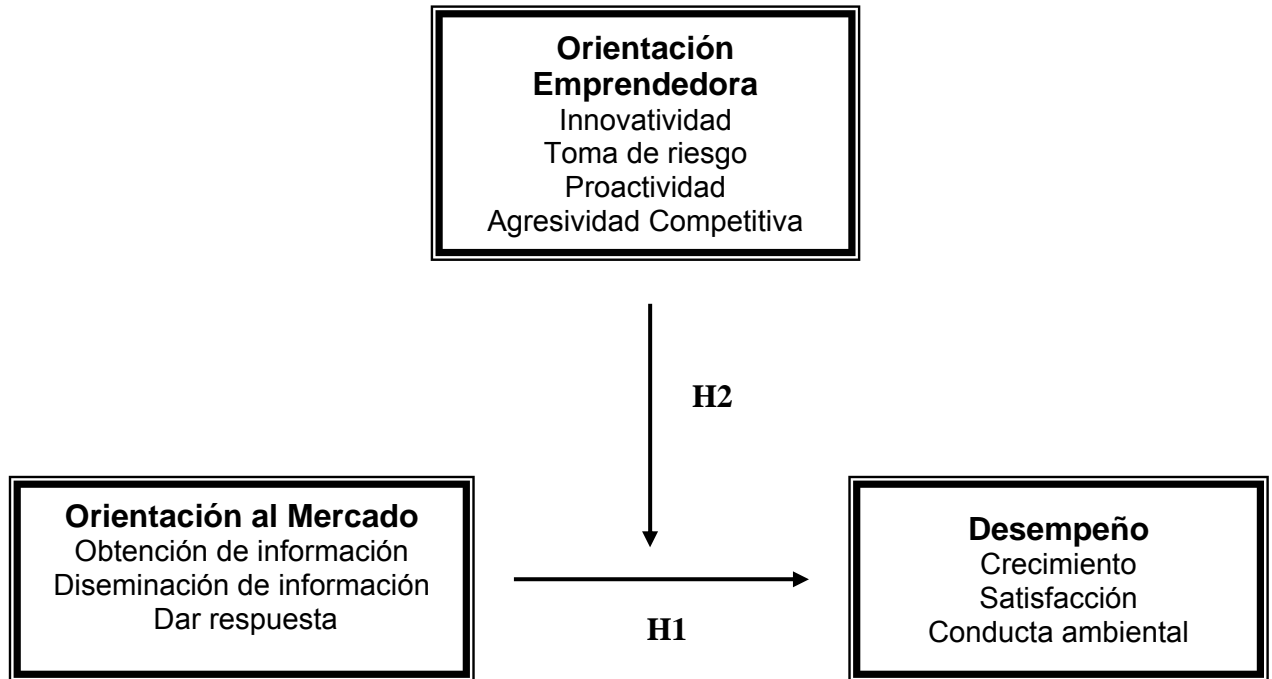 Orientación
Emprendedora
Innovatividad
Toma de riesgo
Proactividad
Agresividad Competitiva
H2
Orientación al Mercado
Obtención de información
Diseminación de información
Dar respuesta
H1
Desempeño
Crecimiento
Satisfacción
Conducta ambiental